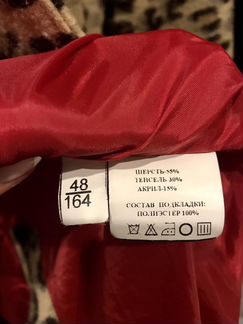 48
164
ШЕРСТЬ-55%
ТЕНСЕЛЬ 30%
АКРИЛ-15%
СОСТАВ ПОДКЛАДКИ:
ПОЛИЭСТЕР 100%